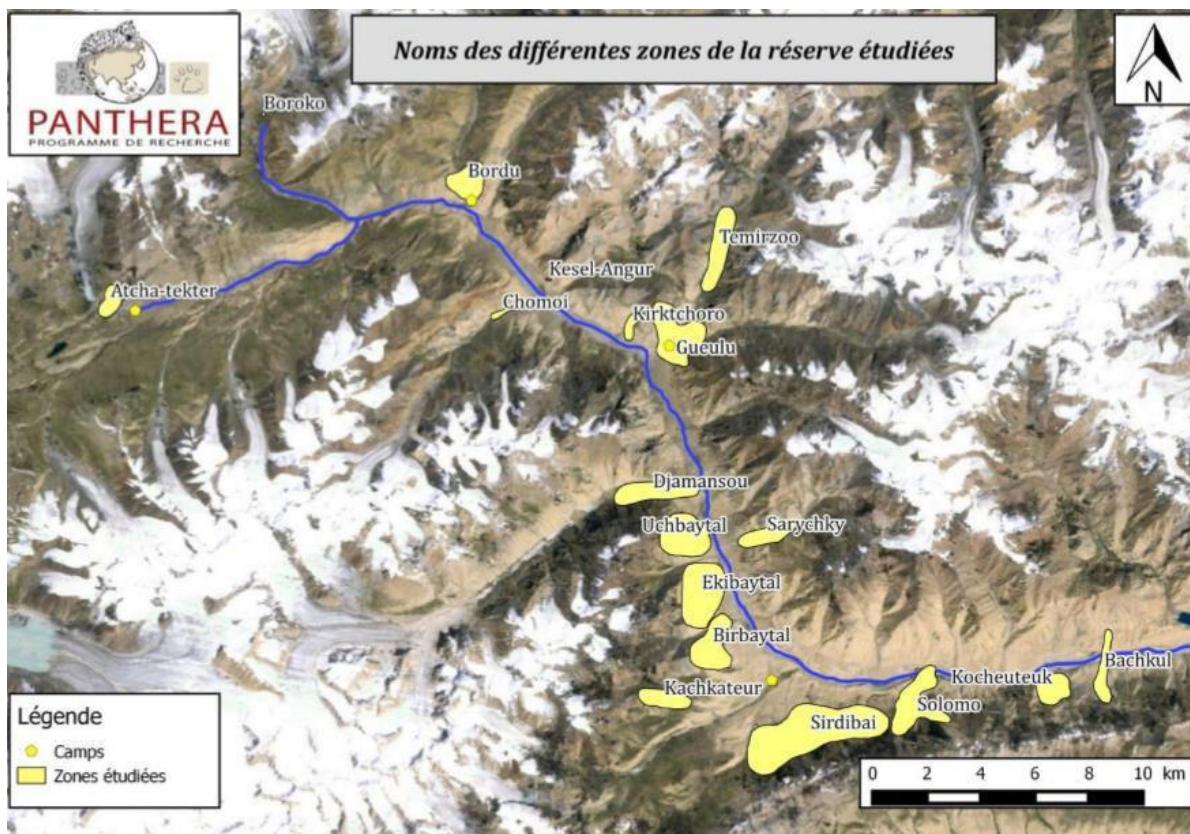 PANTHERA
PROGRAMME DE RECHERCHE
Noms des différentes zones de la réserve étudiées
N
Boroko
Bordu
Temirzoo
Kesel-Angur
Atcha-tekter
Chomoi
Kirktchoro
Gueulu
Djamansou
Uchbaytal
Sarychky
Ekibaytal
Birbaytal
Kachkateur
Kocheuteuk
Bachkul
Solomo
Sirdibai
Légende
Camps
Zones étudiées
0 2 4 6 8 10 km